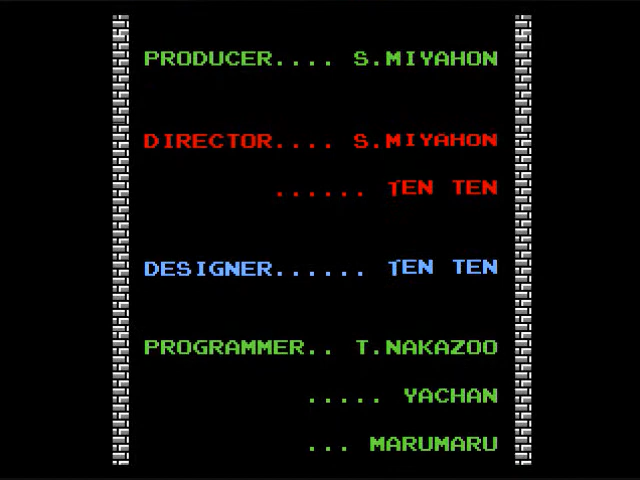 PRODUCER.... S.MIYAHON
DIRECTOR.... S.MIYAHON
...... TEN TEN
DESIGNER...... TEN TEN
PROGRAMMER.. T.NAKAZOO
..... YACHAN
... MARUMARU